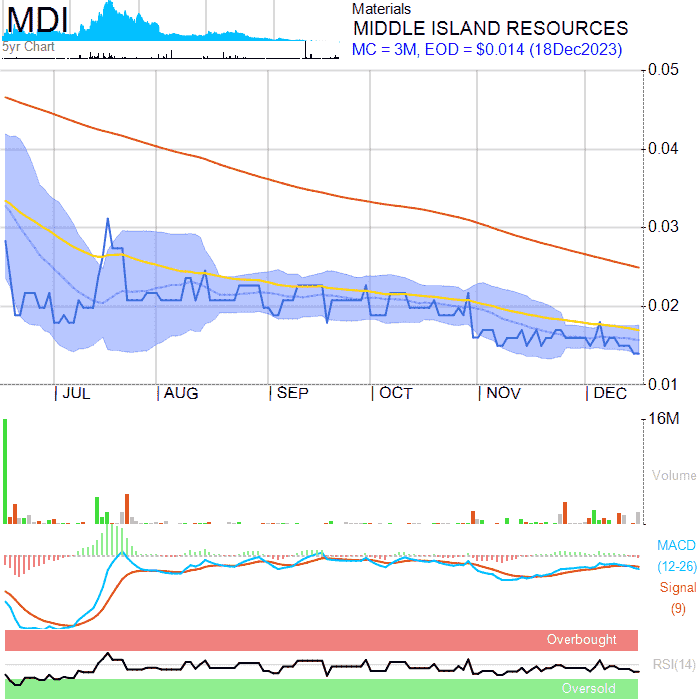 MDI
5yr Chart
Materials
MIDDLE ISLAND RESOURCES
MC = 3M, EOD = $0.014 (18Dec2023)
0.05
0.04
0.03
0.02
0.01
JUL AUG SEP OCT NOV DEC
16M
Volume
MACD
(12-26)
Signal
(9)
Overbought
RSI(14)
Oversold